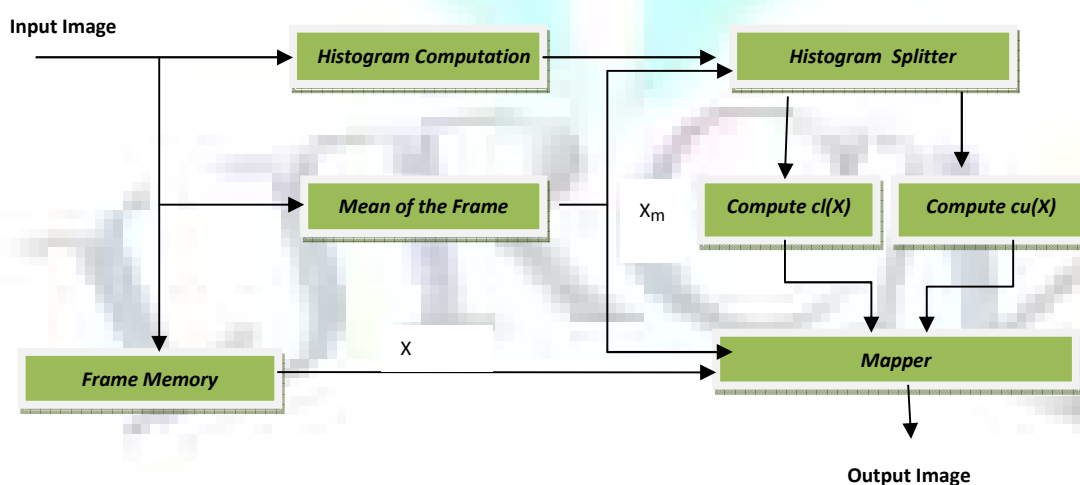 Input Image
Histogram Computation
Histogram Splitter
Mean of the Frame
Xm
Compute cl(X)
Compute cu(X)
X
Frame Memory
Mapper
Output Image